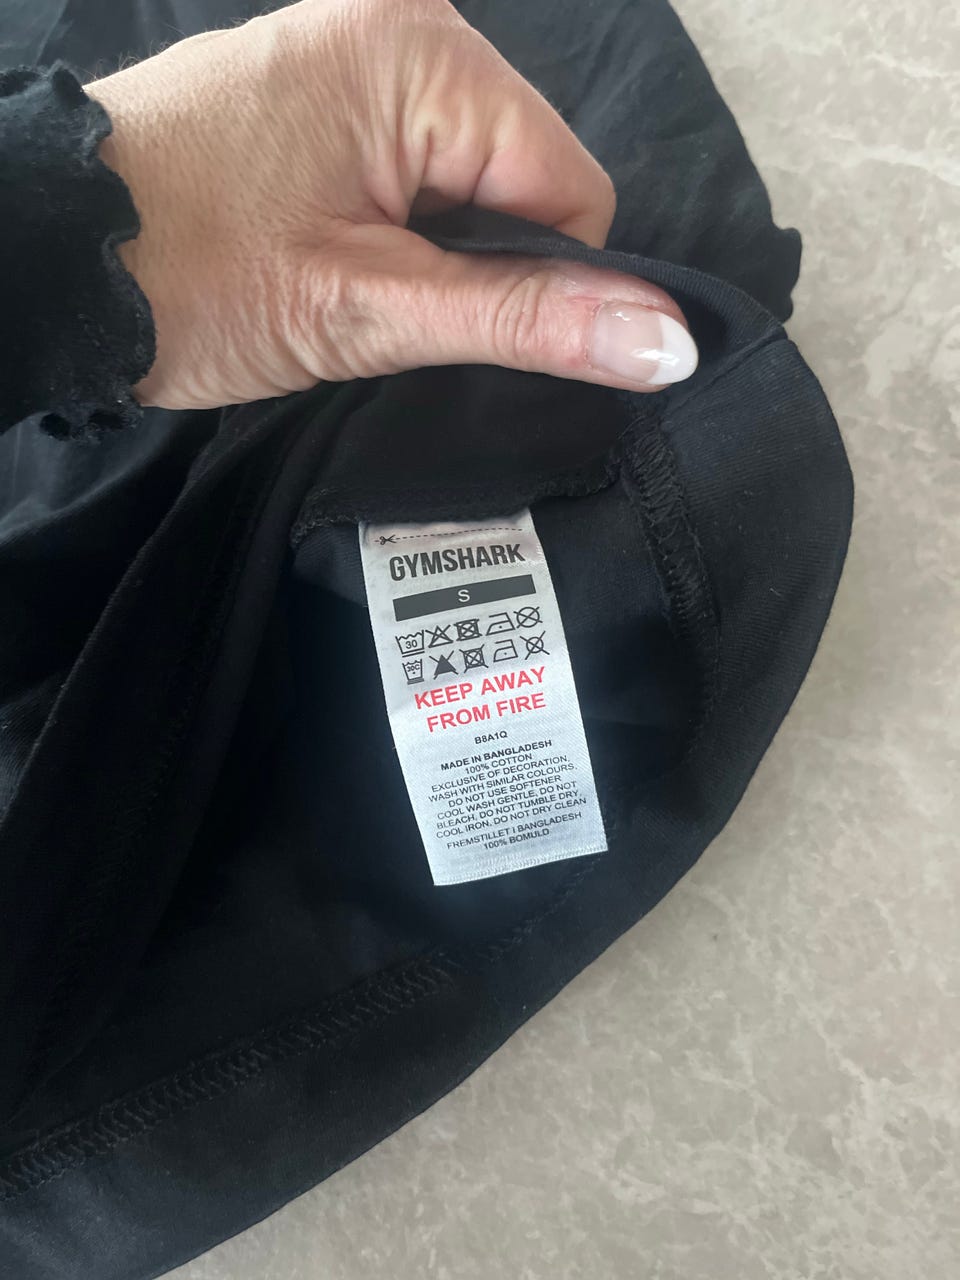 GYMSHARK
S
30
30C
KEEP AWAY
FROM FIRE
B8A1Q
MADE IN BANGLADESH
100% COTTON
EXCLUSIVE OF DECORATION.
WASH WITH SIMILAR COLOURS.
DO NOT USE SOFTENER
COOL WASH GENTLE, DO NOT
BLEACH, DO NOT TUMBLE DRY,
COOL IRON, DO NOT DRY CLEAN
FREMSTILLET I BANGLADESH
100% BOMULD